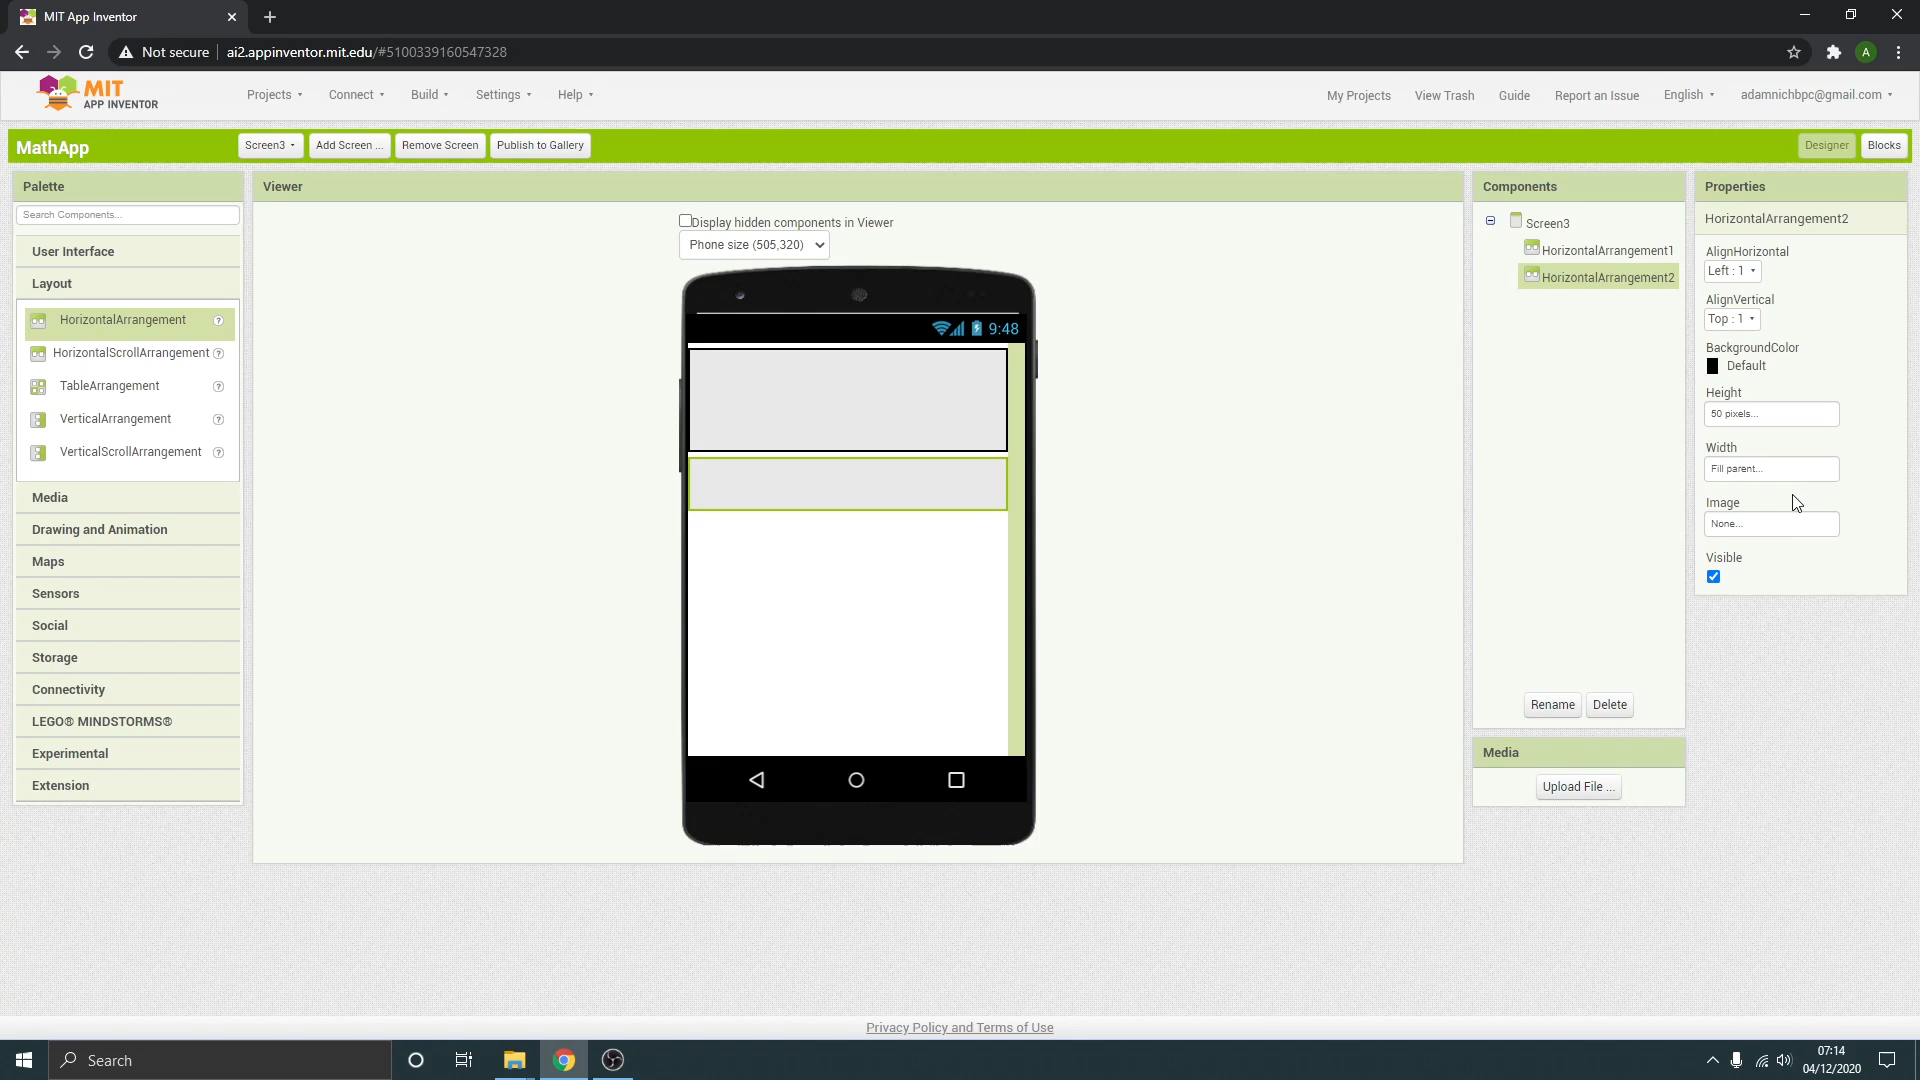 MIT App Inventor
Not secure
ai2.appinventor.mit.edu/#5100339160547328
A
MIT
APP INVENTOR
Projects
Connect
Build
Settings
Help
My Projects
View Trash
Guide
Report an Issue
English
adamnichbpc@gmail.com
MathApp
Screen3
Add Screen ...
Remove Screen
Publish to Gallery
Designer
Blocks
Palette
Search Components...
User Interface
Layout
HorizontalArrangement
HorizontalScrollArrangement
TableArrangement
VerticalArrangement
VerticalScrollArrangement
Media
Drawing and Animation
Maps
Sensors
Social
Storage
Connectivity
LEGO® MINDSTORMS®
Experimental
Extension
Viewer
Display hidden components in Viewer
Phone size (505,320)
9:48
Components
Screen3
HorizontalArrangement1
HorizontalArrangement2
Rename
Delete
Media
Upload File ...
Properties
HorizontalArrangement2
AlignHorizontal
Left : 1
AlignVertical
Top : 1
BackgroundColor
Default
Height
50 pixels...
Width
Fill parent...
Image
None...
Visible
Privacy Policy and Terms of Use
Search
07:14
04/12/2020